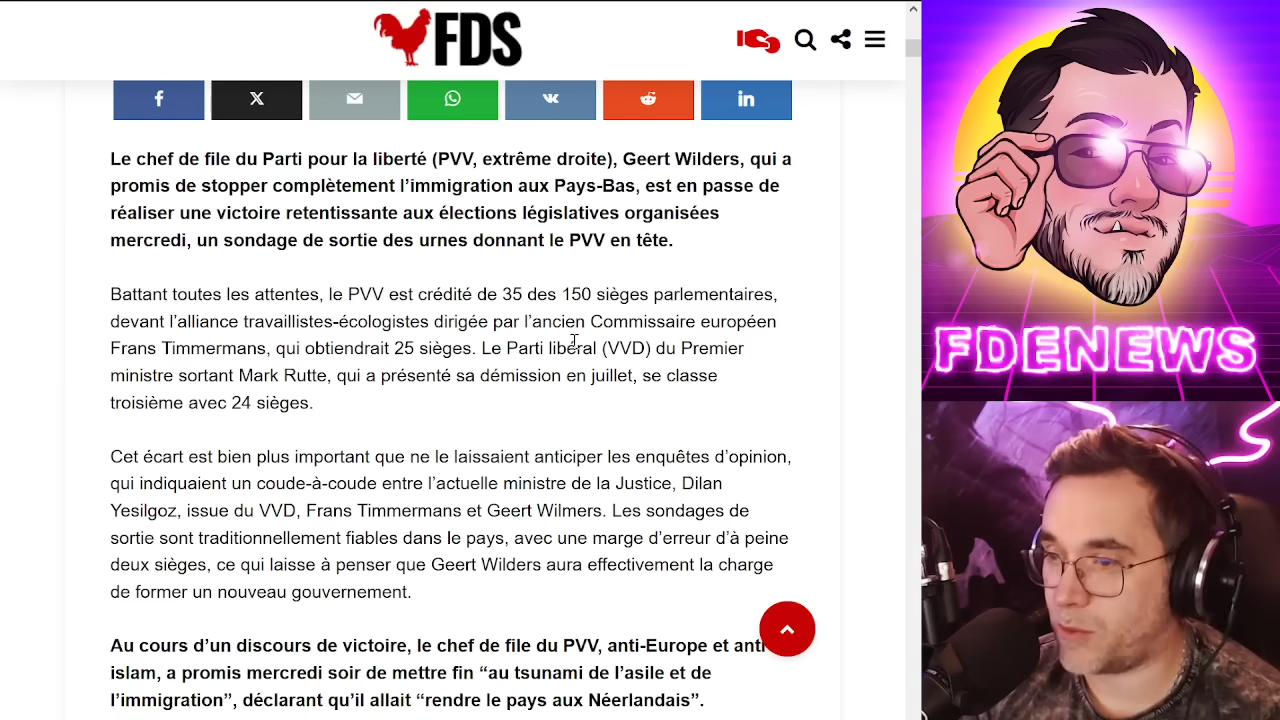 FDS
Le chef de file du Parti pour la liberté (PVV, extrême droite), Geert Wilders, qui a
promis de stopper complètement l’immigration aux Pays-Bas, est en passe de
réaliser une victoire retentissante aux élections législatives organisées
mercredi, un sondage de sortie des urnes donnant le PVV en tête.
Battant toutes les attentes, le PVV est crédité de 35 des 150 sièges parlementaires,
devant l’alliance travaillistes-écologistes dirigée par l’ancien Commissaire européen
Frans Timmermans, qui obtiendrait 25 sièges. Le Parti libéral (VVD) du Premier
ministre sortant Mark Rutte, qui a présenté sa démission en juillet, se classe
troisième avec 24 sièges.
Cet écart est bien plus important que ne le laissaient anticiper les enquêtes d’opinion,
qui indiquaient un coude-à-coude entre l’actuelle ministre de la Justice, Dilan
Yesilgoz, issue du VVD, Frans Timmermans et Geert Wilmers. Les sondages de
sortie sont traditionnellement fiables dans le pays, avec une marge d’erreur d’à peine
deux sièges, ce qui laisse à penser que Geert Wilders aura effectivement la charge
de former un nouveau gouvernement.
Au cours d’un discours de victoire, le chef de file du PVV, anti-Europe et anti
islam, a promis mercredi soir de mettre fin “au tsunami de l’asile et de
l’immigration”, déclarant qu’il allait “rendre le pays aux Néerlandais”.
FDENEWS